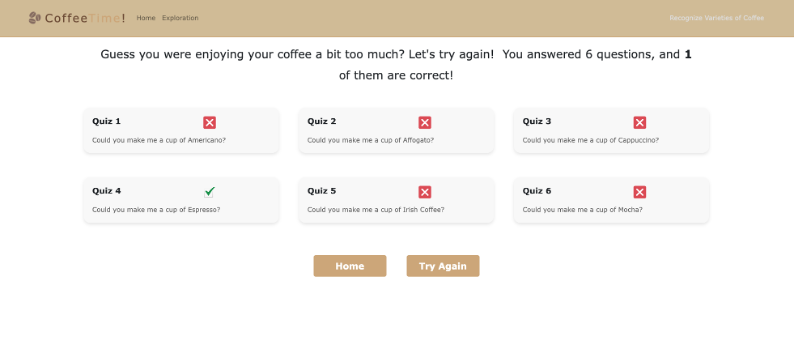 CoffeeTime! Home Exploration Recognize Varieties of Coffee
Guess you were enjoying your coffee a bit too much? Let's try again! You answered 6 questions, and 1
of them are correct!
Quiz 1
Could you make me a cup of Americano?
Quiz 2
Could you make me a cup of Affogato?
Quiz 3
Could you make me a cup of Cappuccino?
Quiz 4
Could you make me a cup of Espresso?
Quiz 5
Could you make me a cup of Irish Coffee?
Quiz 6
Could you make me a cup of Mocha?
Home
Try Again